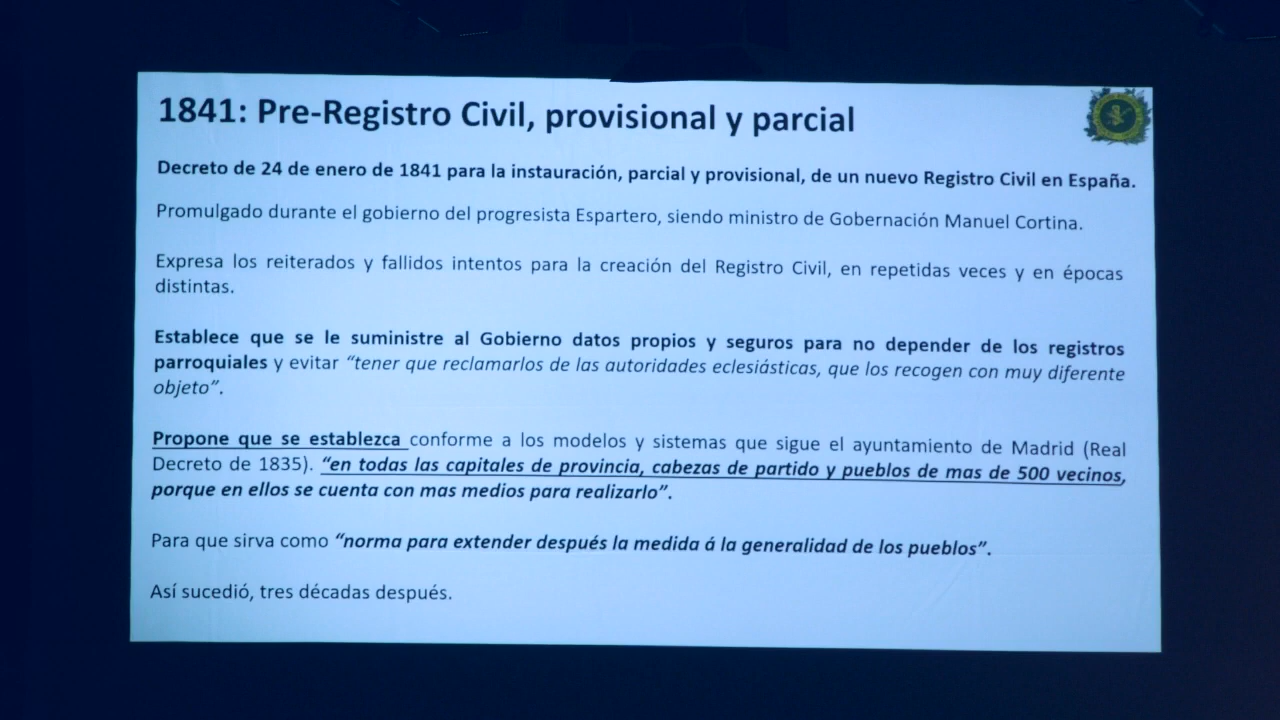 1841: Pre-Registro Civil, provisional y parcial
Decreto de 24 de enero de 1841 para la instauración, parcial y provisional, de un nuevo Registro Civil en España.
Promulgado durante el gobierno del progresista Espartero, siendo ministro de Gobernación Manuel Cortina.
Expresa los reiterados y fallidos intentos para la creación del Registro Civil, en repetidas veces y en épocas
distintas.
Establece que se le suministre al Gobierno datos propios y seguros para no depender de los registros
parroquiales y evitar “tener que reclamarlos de las autoridades eclesiásticas, que los recogen con muy diferente
objeto”.
Propone que se establezca conforme a los modelos y sistemas que sigue el ayuntamiento de Madrid (Real
Decreto de 1835). “en todas las capitales de provincia, cabezas de partido y pueblos de mas de 500 vecinos,
porque en ellos se cuenta con mas medios para realizarlo”.
Para que sirva como “norma para extender después la medida á la generalidad de los pueblos”.
Así sucedió, tres décadas después.